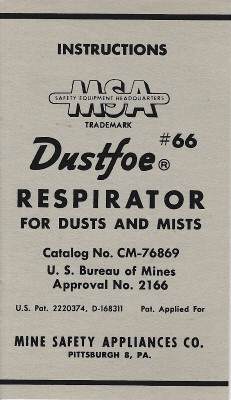 INSTRUCTIONS
MSA
SAFETY EQUIPMENT HEADQUARTERS
TRADEMARK
Dustfoe® #66
RESPIRATOR
FOR DUSTS AND MISTS
Catalog No. CM-76869
U. S. Bureau of Mines
Approval No. 2166
U.S. Pat. 2220374, D-168311 Pat. Applied For
MINE SAFETY APPLIANCES CO.
PITTSBURGH 8, PA.